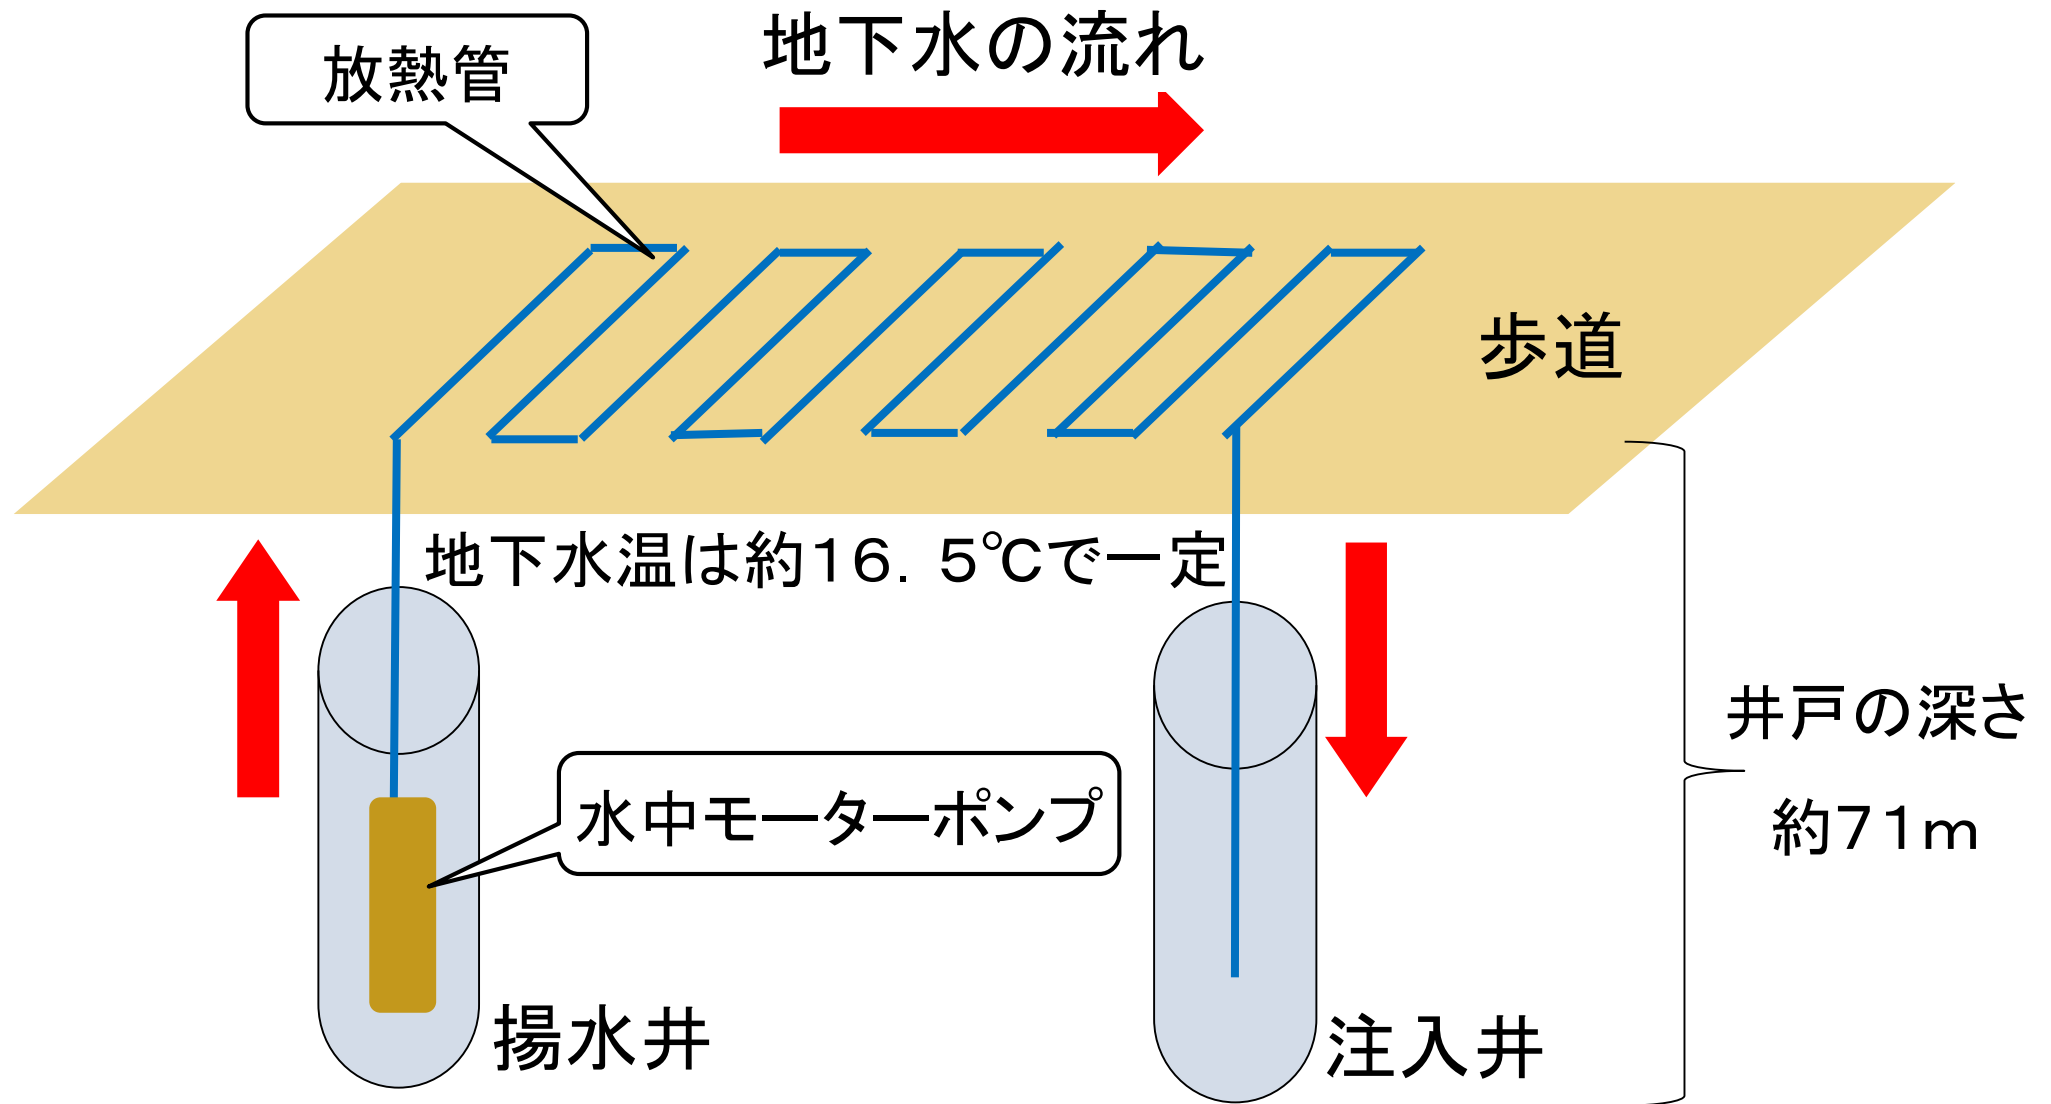 放熱管
地下水の流れ
歩道
地下水温は約１６．５℃で一定
井戸の深さ
約７１ｍ
水中モーターポンプ
揚水井
注入井